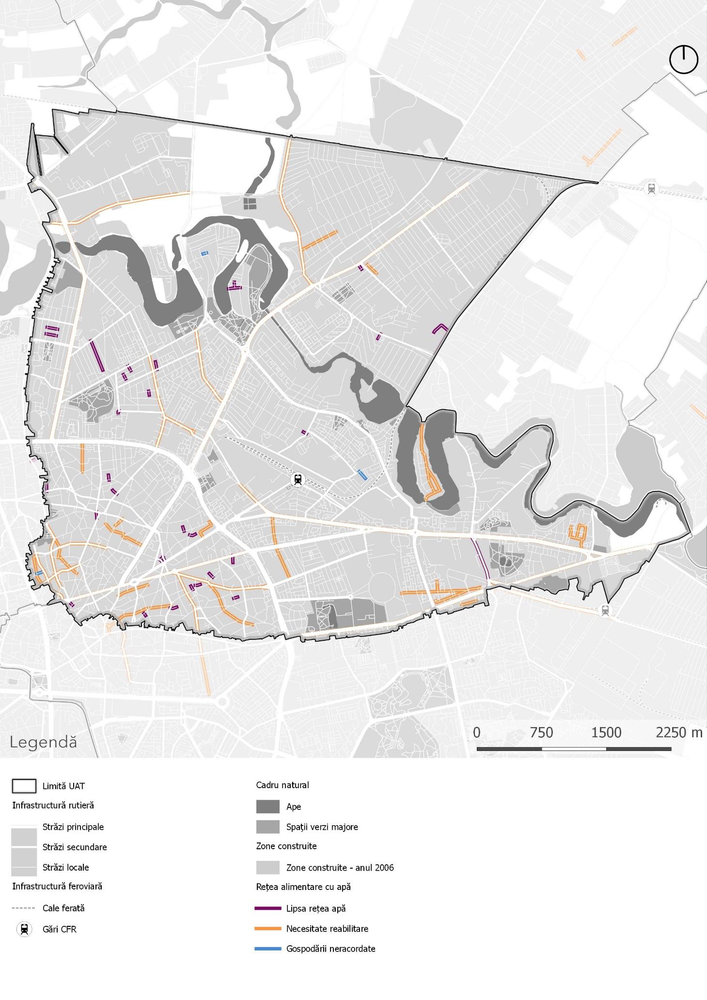 0 750 1500 2250 m
Legendă
Limită UAT
Infrastructură rutieră
Străzi principale
Străzi secundare
Străzi locale
Infrastructură feroviară
Cale ferată
Gări CFR
Cadru natural
Ape
Spații verzi majore
Zone construite
Zone construite - anul 2006
Rețea alimentare cu apă
Lipsa rețea apă
Necesitate reabilitare
Gospodării neracordate